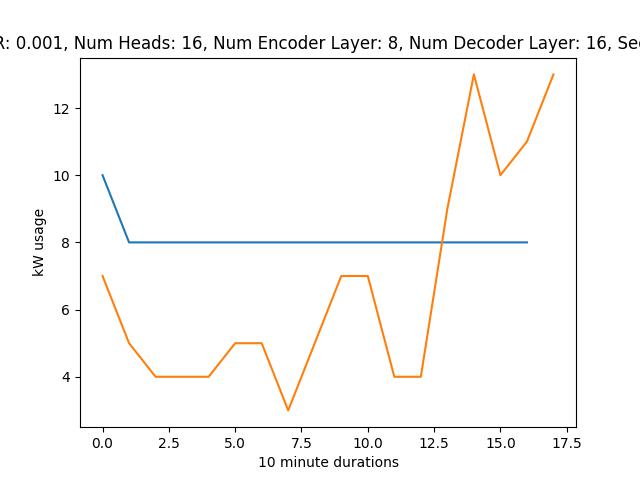 : 0.001, Num Heads: 16, Num Encoder Layer: 8, Num Decoder Layer: 16,
12
10
8
6
4
kW usage
0.0 2.5 5.0 7.5 10.0 12.5 15.0 17.5
10 minute durations